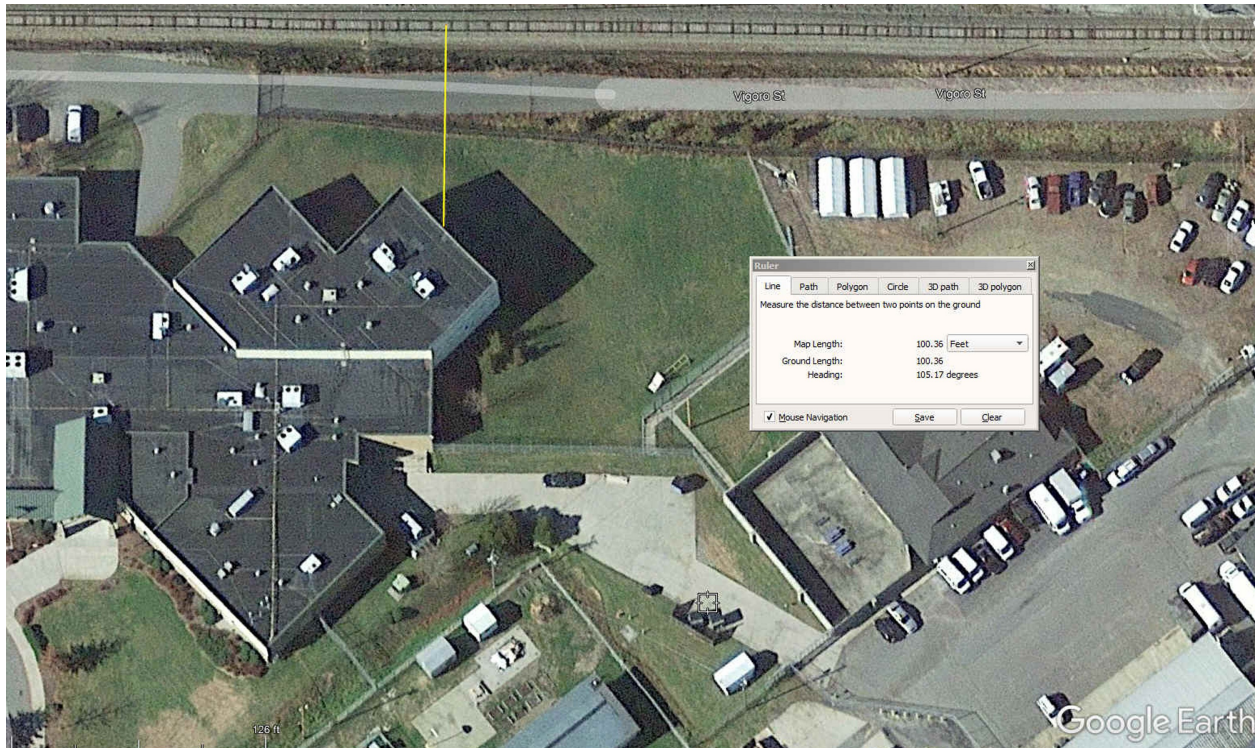 Vigoro St
Vigoro St
Ruler
Line Path Polygon Circle 3D path 3D polygon
Measure the distance between two points on the ground
Map Length: 100.36 Feet
Ground Length: 100.36
Heading: 105.17 degrees
Mouse Navigation Save Clear
126 ft
Google Earth